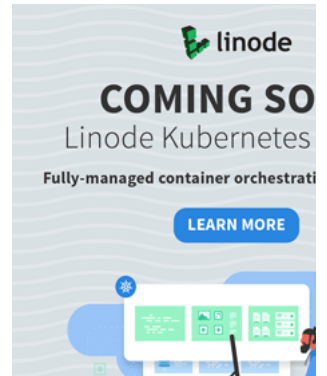 linode
COMING SO
Linode Kubernetes
Fully-managed container orchestrati
LEARN MORE